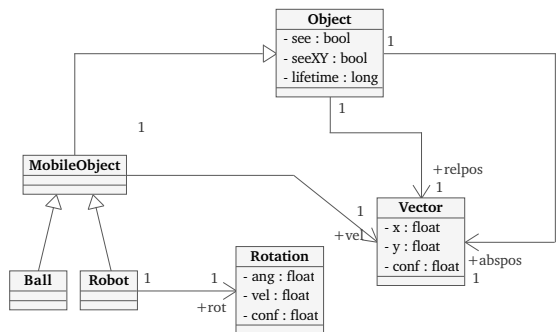 Object
- see : bool
- seeXY : bool
- lifetime : long
1
1
1
MobileObject
+relpos
1
1
+vel
Vector
- x : float
- y : float
- conf : float
+abspos
1
Ball
Robot
1
1
+rot
Rotation
- ang : float
- vel : float
- conf : float